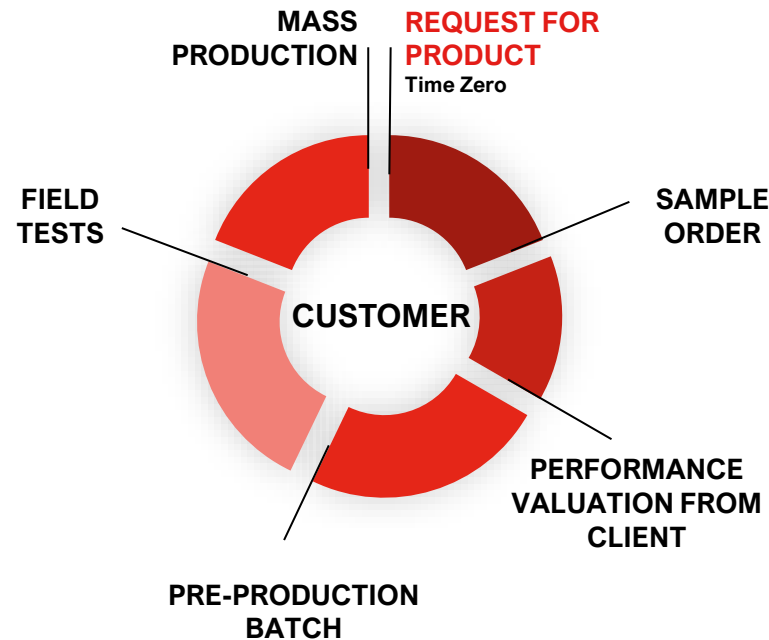 MASS
PRODUCTION
REQUEST FOR
PRODUCT
Time Zero
FIELD
TESTS
SAMPLE
ORDER
CUSTOMER
PERFORMANCE
VALUATION FROM
CLIENT
PRE-PRODUCTION
BATCH